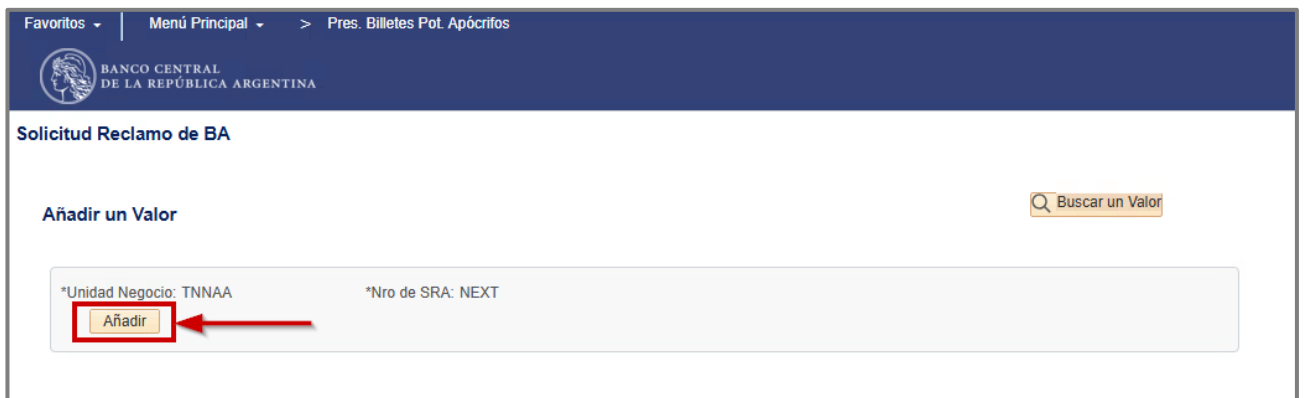 Favoritos Menú Principal > Pres. Billetes Pot. Apócrifos
BANCO CENTRAL
DE LA REPÚBLICA ARGENTINA
Solicitud Reclamo de BA
Buscar un Valor
Añadir un Valor
*Unidad Negocio: TNNAA *Nro de SRA: NEXT
Añadir